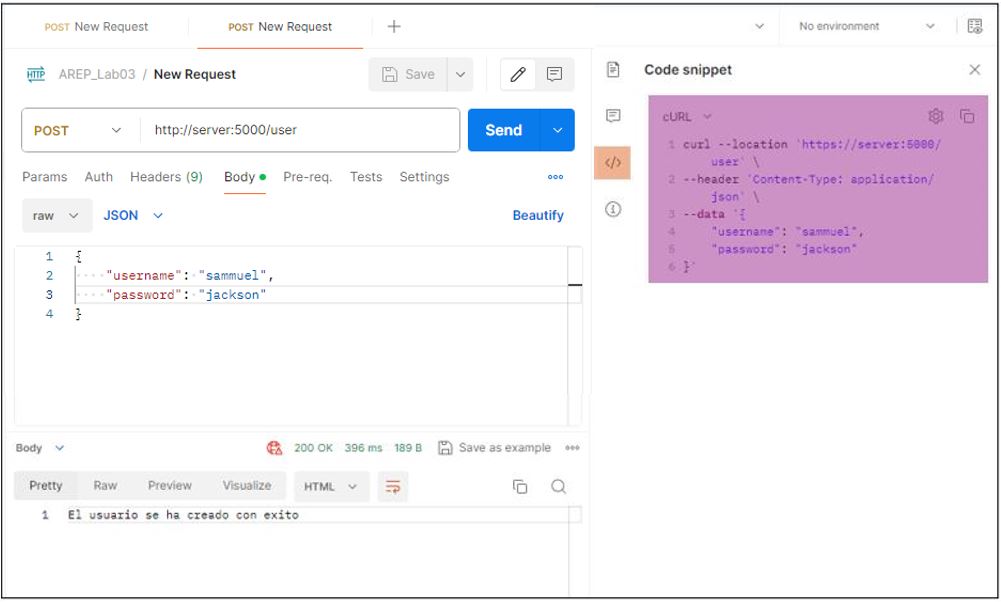 POST New Request
POST New Request
No environment
HTTP AREP_Lab03 / New Request
Save
Code snippet
POST http://server:5000/user
Send
cURL
1 curl --location 'https://server:5000/
user' \
2 --header 'Content-Type: application/
json' \
3 --data '{
4 "username": "sammuel",
5 "password": "jackson"
6 }'
Params Auth Headers (9) Body Pre-req. Tests Settings
raw JSON Beautify
1 {
2 "username": "sammuel",
3 "password": "jackson"
4 }
Body 200 OK 396 ms 189 B Save as example
Pretty Raw Preview Visualize HTML
1 El usuario se ha creado con exito